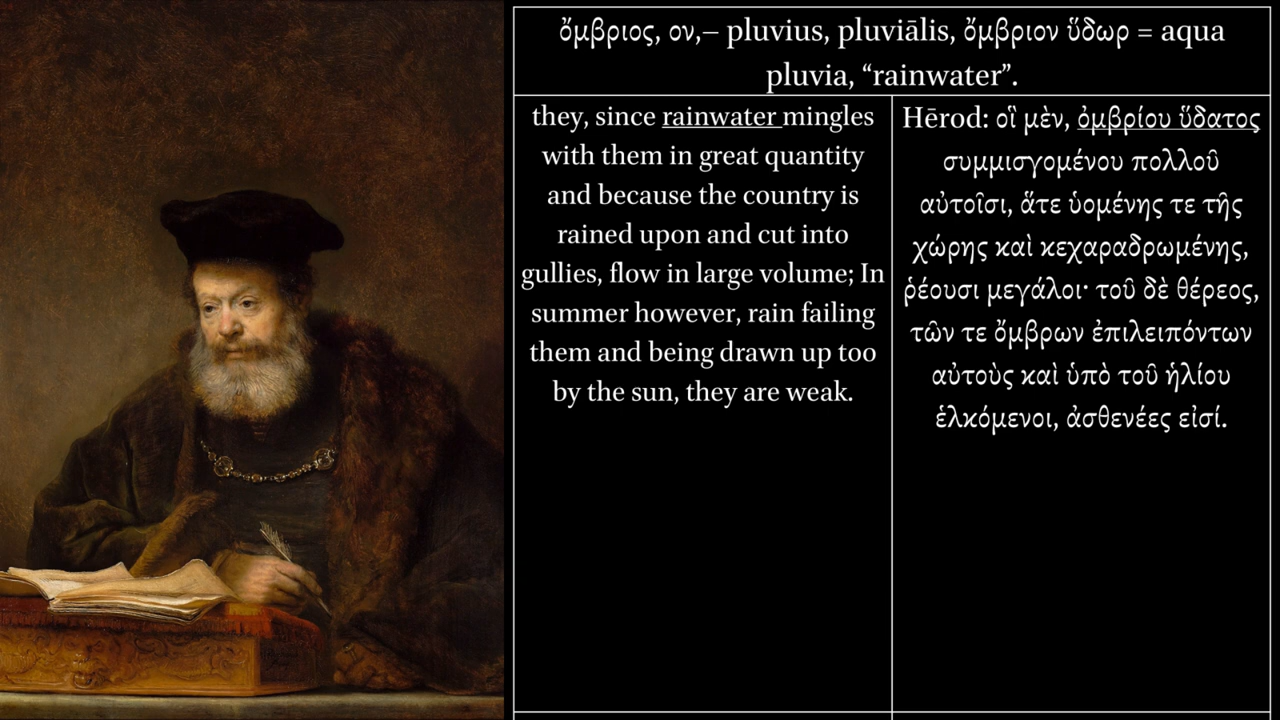 ὄμβριος, ον,– pluvius, pluviālis, ὄμβριον ὕδωρ = aqua
pluvia, “rainwater”.
they, since rainwater mingles
with them in great quantity
and because the country is
rained upon and cut into
gullies, flow in large volume; In
summer however, rain failing
them and being drawn up too
by the sun, they are weak.
Hērod: οἳ μὲν, ὀμβρίου ὕδατος
συμμισγομένου πολλοῦ
αὐτοῖσι, ἅτε ὑομένης τε τῆς
χώρης καὶ κεχαραδρωμένης,
ῥέουσι μεγάλοι· τοῦ δὲ θέρεος,
τῶν τε ὄμβρων ἐπιλειπόντων
αὐτοὺς καὶ ὑπὸ τοῦ ἡλίου
ἑλκόμενοι, ἀσθενέες εἰσί.